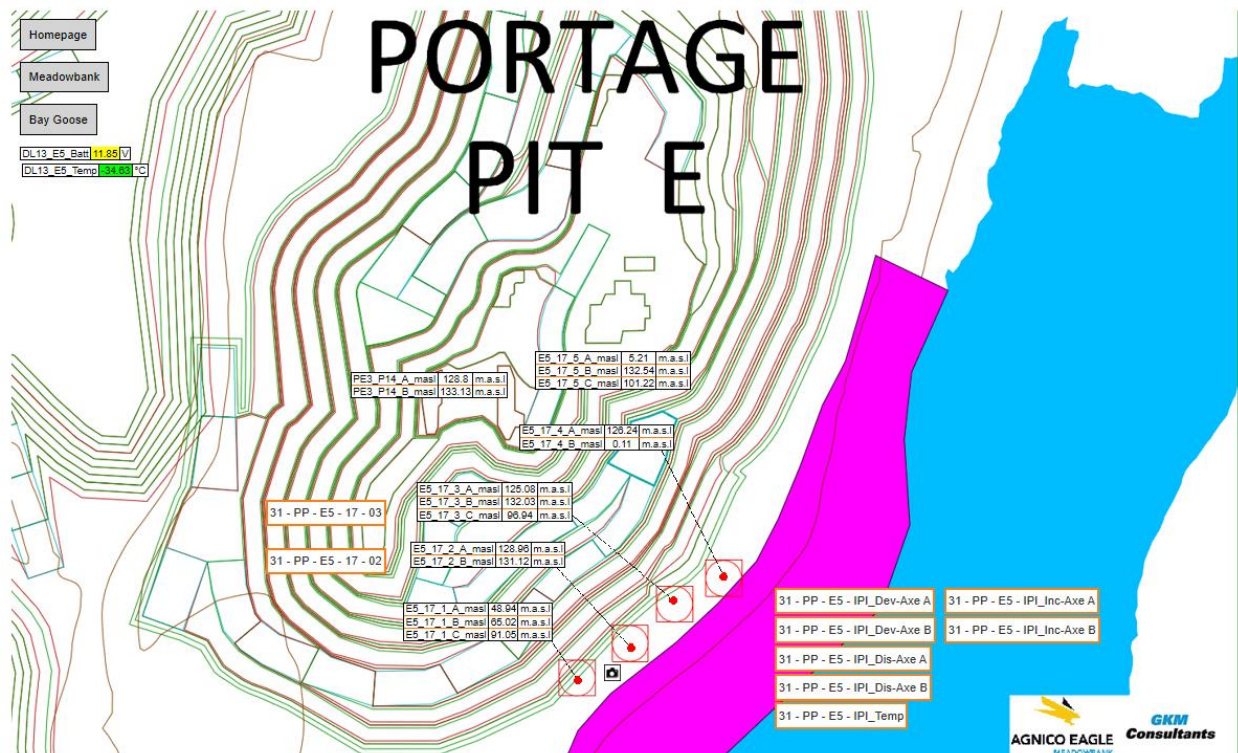 PORTAGE
PIT E
Homepage
Meadowbank
Bay Goose
DL13_E5_Batt 11.85 V
DL13_E5_Temp -34.63 °C
E5_17_5_A_masl 5.21 m.a.s.l
E5_17_5_B_masl 132.54 m.a.s.l
E5_17_5_C_masl 101.22 m.a.s.l
PE3_P14_A_masl 128.8 m.a.s.l
PE3_P14_B_masl 133.13 m.a.s.l
E5_17_4_A_masl 126.24 m.a.s.l
E5_17_4_B_masl 0.11 m.a.s.l
E5_17_3_A_masl 125.08 m.a.s.l
E5_17_3_B_masl 132.03 m.a.s.l
E5_17_3_C_masl 96.94 m.a.s.l
31 - PP - E5 - 17 - 03
31 - PP - E5 - 17 - 02
E5_17_2_A_masl 128.96 m.a.s.l
E5_17_2_B_masl 131.12 m.a.s.l
E5_17_1_A_masl 48.94 m.a.s.l
E5_17_1_B_masl 65.02 m.a.s.l
E5_17_1_C_masl 91.05 m.a.s.l
31 - PP - E5 - IPI_Dev-Axe A 31 - PP - E5 - IPI_Inc-Axe A
31 - PP - E5 - IPI_Dev-Axe B 31 - PP - E5 - IPI_Inc-Axe B
31 - PP - E5 - IPI_Dis-Axe A
31 - PP - E5 - IPI_Dis-Axe B
31 - PP - E5 - IPI_Temp
AGNICO EAGLE
MEADOWBANK
GKM
Consultants